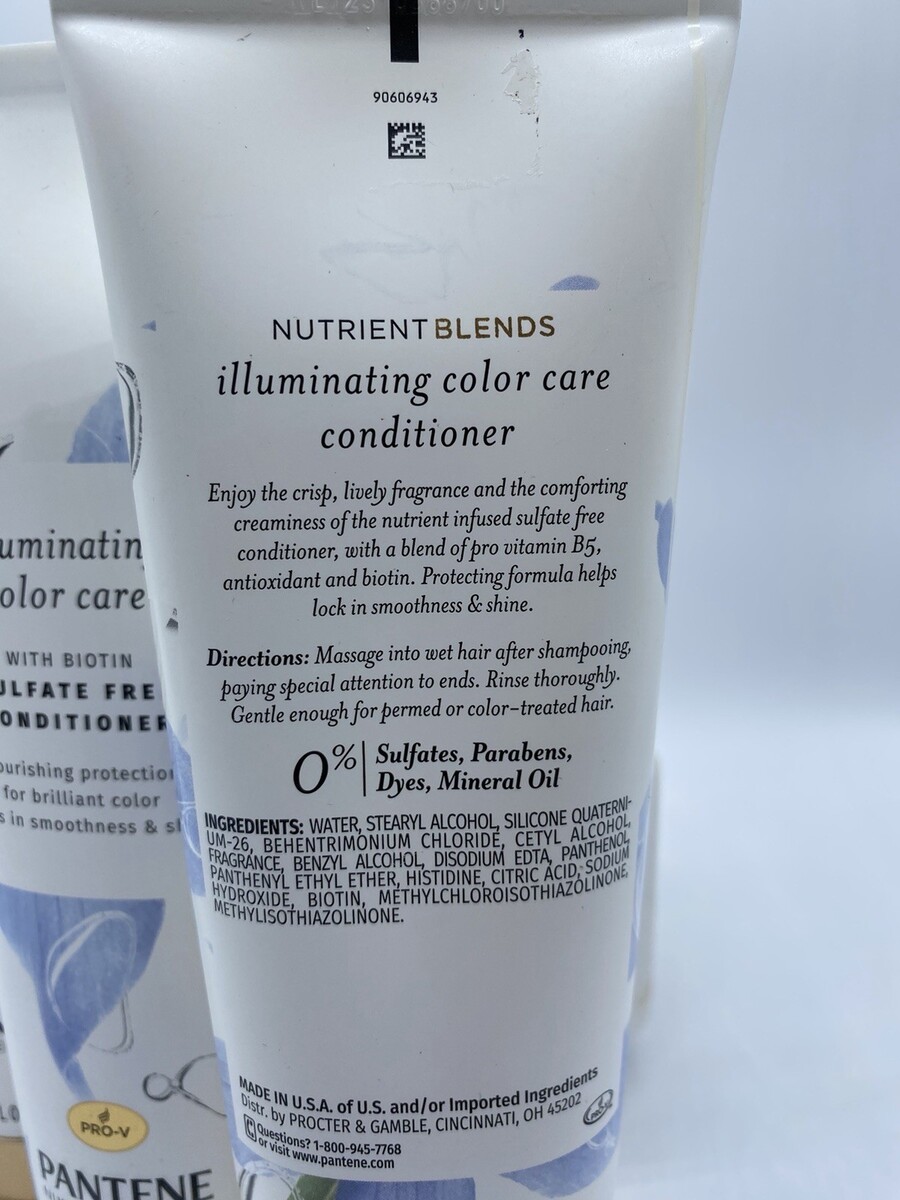 90606943
NUTRIENT BLENDS
illuminating color care
conditioner
Enjoy the crisp, lively fragrance and the comforting
creaminess of the nutrient infused sulfate free
conditioner, with a blend of pro vitamin B5,
antioxidant and biotin. Protecting formula helps
lock in smoothness & shine.
Directions: Massage into wet hair after shampooing,
paying special attention to ends. Rinse thoroughly.
Gentle enough for permed or color-treated hair.
0% Sulfates, Parabens,
Dyes, Mineral Oil
INGREDIENTS: WATER, STEARYL ALCOHOL, SILICONE QUATERNI-
UM-26, BEHENTRIMONIUM CHLORIDE, CETYL ALCOHOL,
FRAGRANCE, BENZYL ALCOHOL, DISODIUM EDTA, PANTHENOL,
PANTHENYL ETHYL ETHER, HISTIDINE, CITRIC ACID, SODIUM
HYDROXIDE, BIOTIN, METHYLCHLOROISOTHIAZOLINONE,
METHYLISOTHIAZOLINONE.
MADE IN U.S.A. of U.S. and/or Imported Ingredients
Distr. by PROCTER & GAMBLE, CINCINNATI, OH 45202
Questions? 1-800-945-7768
or visit www.pantene.com
uminatin
olor care
WITH BIOTIN
ULFATE FRE
ONDITIONER
ourishing protection
for brilliant color
s in smoothness & s
PRO-V
PANTENE